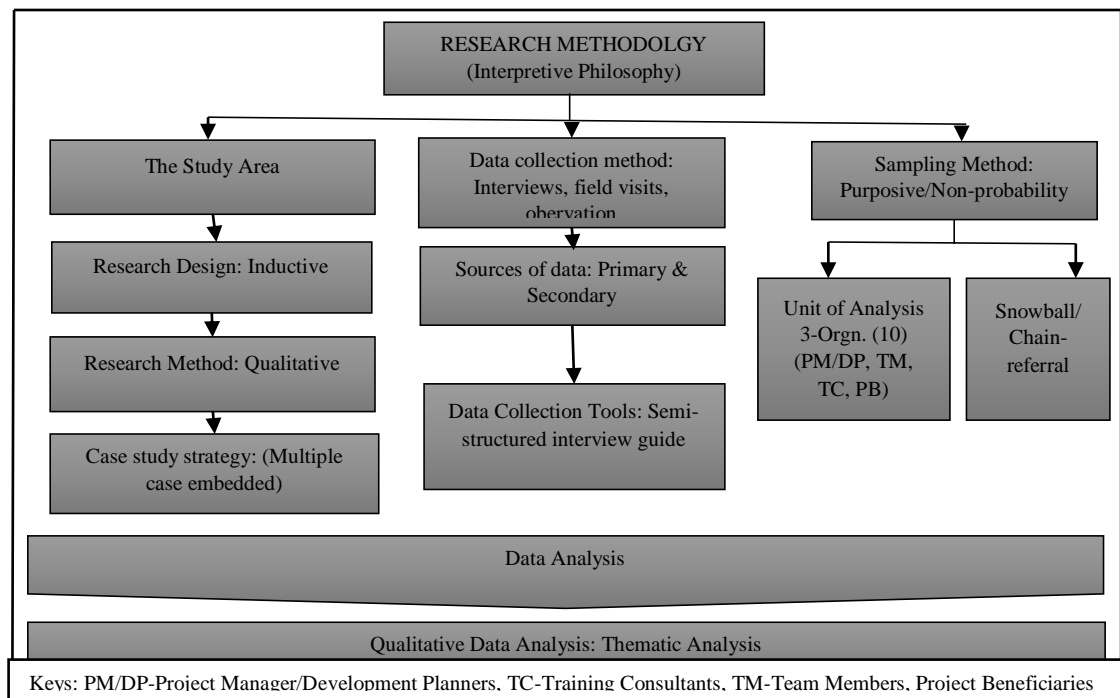 RESEARCH METHODOLGY
(Interpretive Philosophy)
The Study Area
Research Design: Inductive
Research Method: Qualitative
Case study strategy: (Multiple
case embedded)
Data collection method:
Interviews, field visits,
obervation
Sources of data: Primary &
Secondary
Data Collection Tools: Semi-
structured interview guide
Sampling Method:
Purposive/Non-probability
Unit of Analysis
3-Orgn. (10)
(PM/DP, TM,
TC, PB)
Snowball/
Chain-
referral
Data Analysis
Qualitative Data Analysis: Thematic Analysis
Keys: PM/DP-Project Manager/Development Planners, TC-Training Consultants, TM-Team Members, Project Beneficiaries